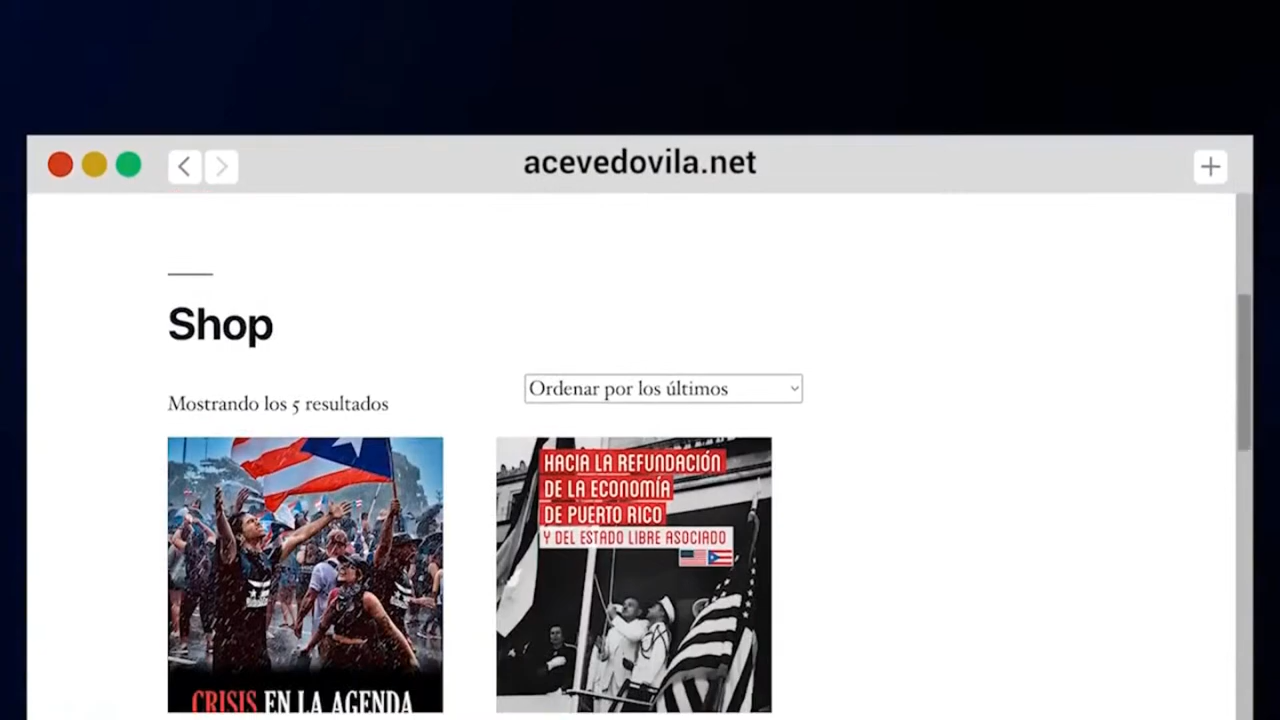 acevedovila.net
Shop
Mostrando los 5 resultados
Ordenar por los últimos
HACIA LA REFUNDACIÓN
DE LA ECONOMÍA
DE PUERTO RICO
Y DEL ESTADO LIBRE ASOCIADO
CRISIS EN LA AGENDA